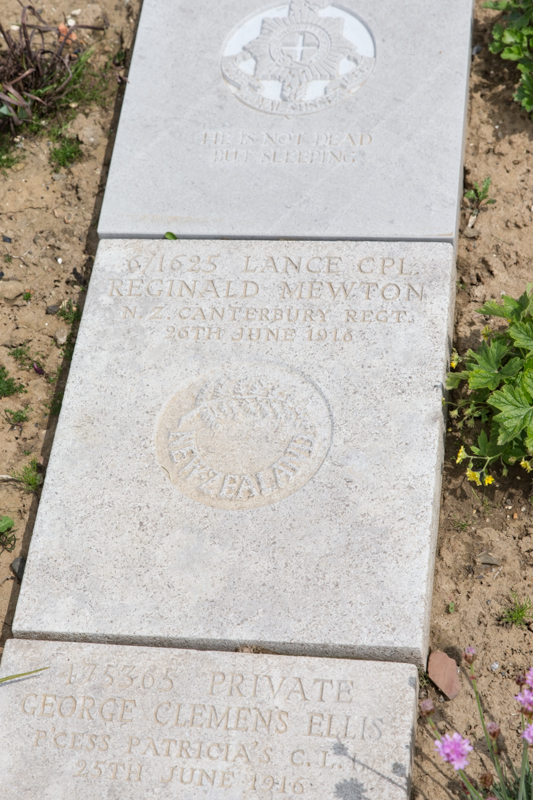 HE IS NOT DEAD
BUT SLEEPING
6/1625 LANCE CPL.
REGINALD MEWTON
N.Z. CANTERBURY REGT.
26TH JUNE 1916
NEW ZEALAND
475365 PRIVATE
GEORGE CLEMENS ELLIS
P'CESS PATRICIA'S C.L.I.
25TH JUNE 1916